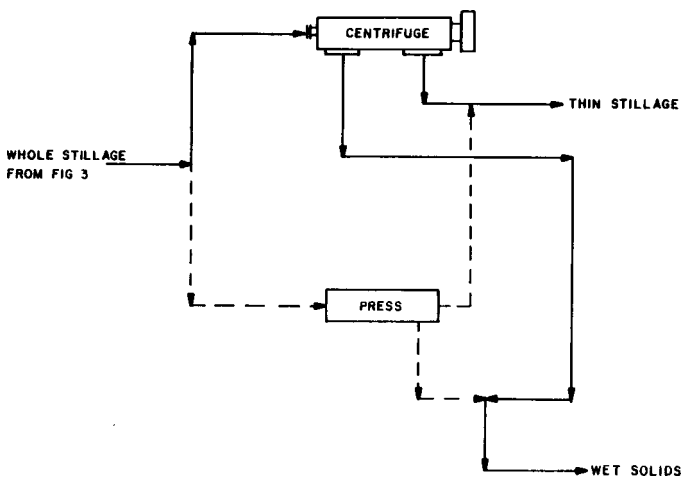 CENTRIFUGE
THIN STILLAGE
WHOLE STILLAGE
FROM FIG 3
PRESS
WET SOLIDS